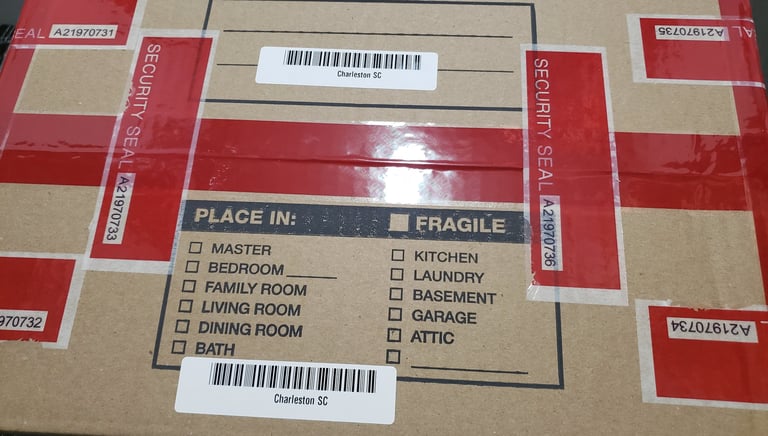 EAL A21970731
SECURITY SEAL A21970733
Charleston SC
SECURITY SEAL A21970736
AL A21970735
PLACE IN:
FRAGILE
MASTER
BEDROOM
FAMILY ROOM
LIVING ROOM
DINING ROOM
BATH
KITCHEN
LAUNDRY
BASEMENT
GARAGE
ATTIC
970732
A21970734
Charleston SC